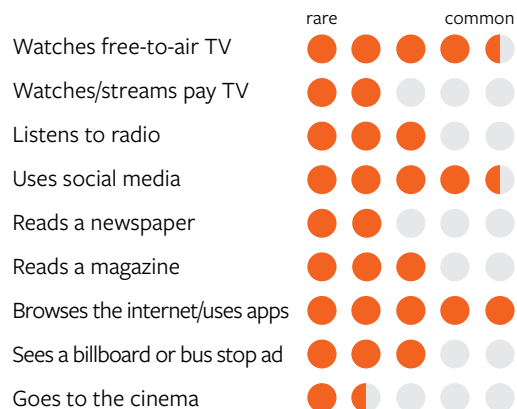 rare common
Watches free-to-air TV
Watches/streams pay TV
Listens to radio
Uses social media
Reads a newspaper
Reads a magazine
Browses the internet/uses apps
Sees a billboard or bus stop ad
Goes to the cinema